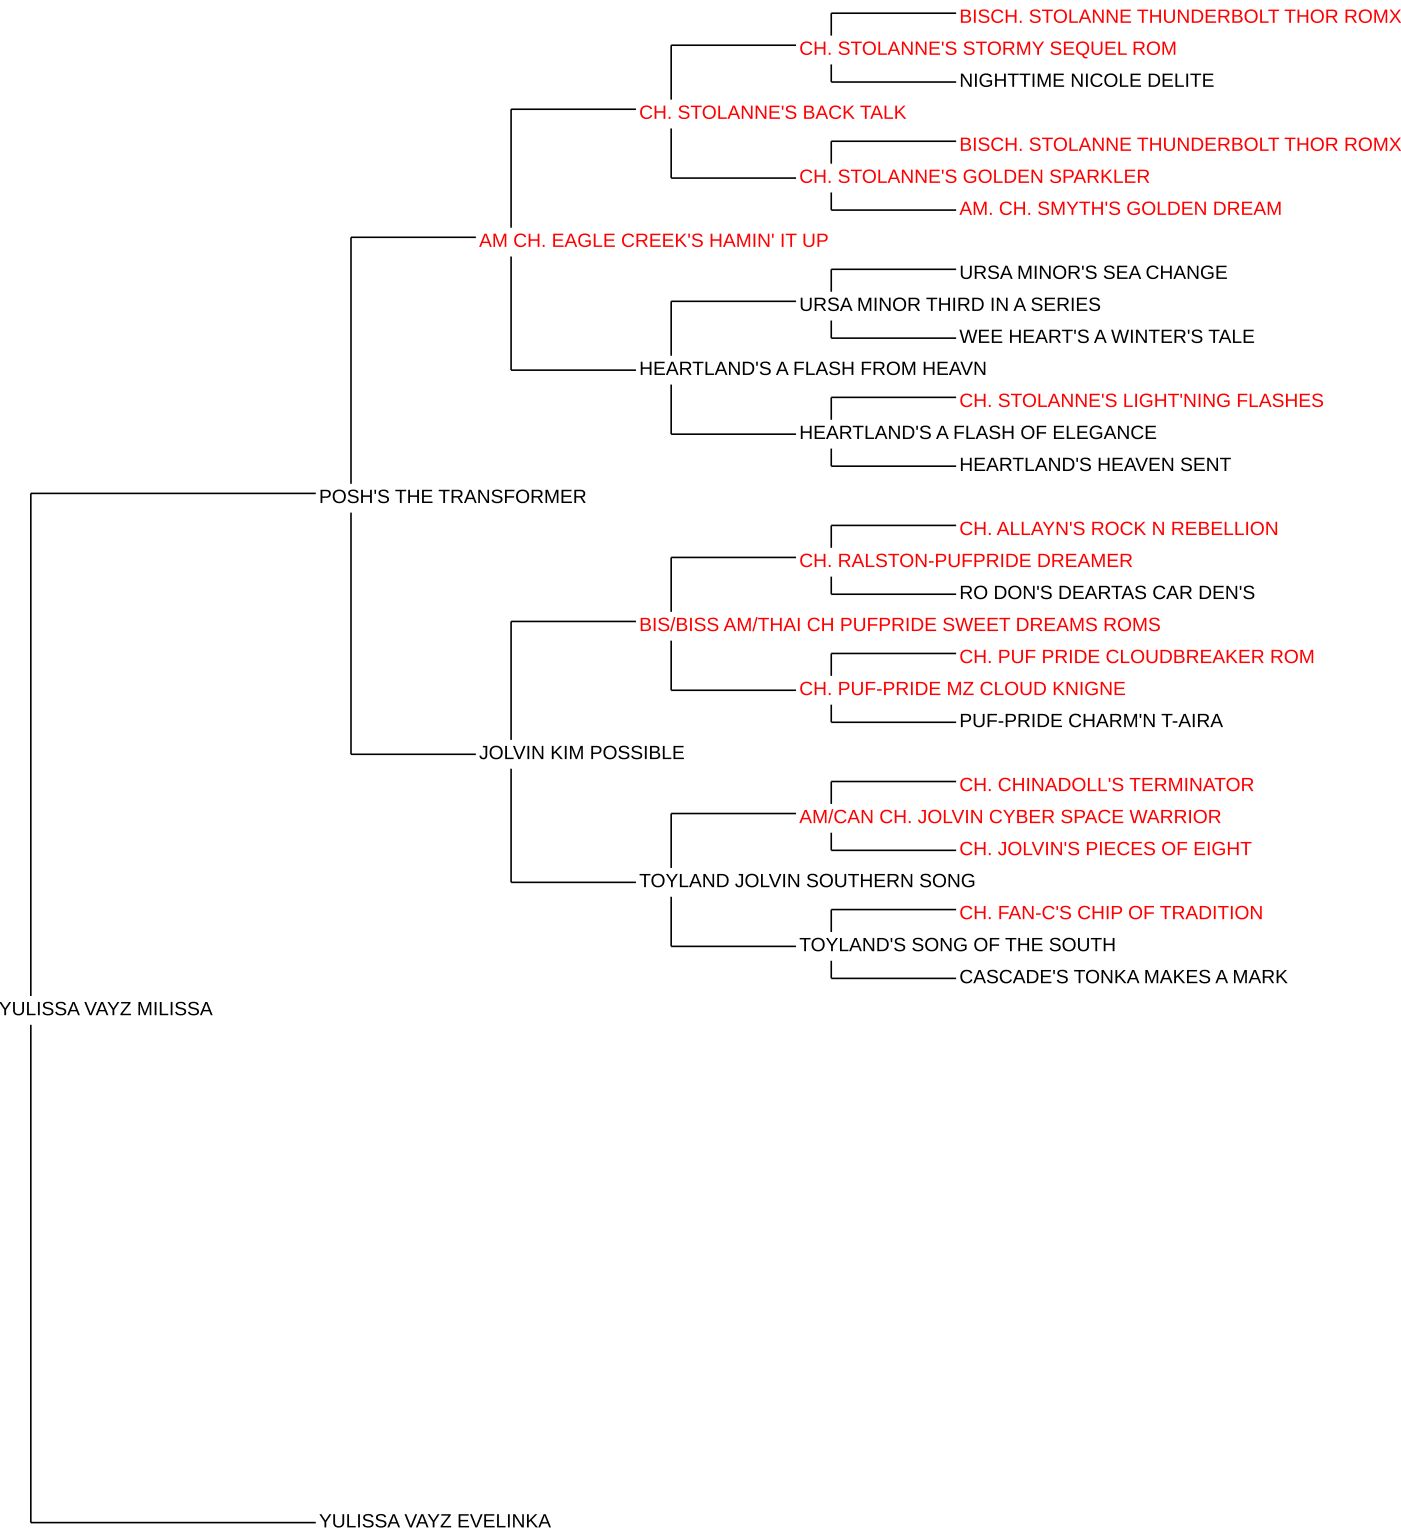 BISCH. STOLANNE THUNDERBOLT THOR ROMX
CH. STOLANNE'S STORMY SEQUEL ROM
NIGHTTIME NICOLE DELITE
CH. STOLANNE'S BACK TALK
BISCH. STOLANNE THUNDERBOLT THOR ROMX
CH. STOLANNE'S GOLDEN SPARKLER
AM. CH. SMYTH'S GOLDEN DREAM
AM CH. EAGLE CREEK'S HAMIN' IT UP
URSA MINOR'S SEA CHANGE
URSA MINOR THIRD IN A SERIES
WEE HEART'S A WINTER'S TALE
HEARTLAND'S A FLASH FROM HEAVN
CH. STOLANNE'S LIGHT'NING FLASHES
HEARTLAND'S A FLASH OF ELEGANCE
HEARTLAND'S HEAVEN SENT
POSH'S THE TRANSFORMER
CH. ALLAYN'S ROCK N REBELLION
CH. RALSTON-PUFPRIDE DREAMER
RO DON'S DEARTAS CAR DEN'S
BIS/BISS AM/THAI CH PUFPRIDE SWEET DREAMS ROMS
CH. PUF PRIDE CLOUDBREAKER ROM
CH. PUF-PRIDE MZ CLOUD KNIGNE
PUF-PRIDE CHARM'N T-AIRA
JOLVIN KIM POSSIBLE
CH. CHINADOLL'S TERMINATOR
AM/CAN CH. JOLVIN CYBER SPACE WARRIOR
CH. JOLVIN'S PIECES OF EIGHT
TOYLAND JOLVIN SOUTHERN SONG
CH. FAN-C'S CHIP OF TRADITION
TOYLAND'S SONG OF THE SOUTH
CASCADE'S TONKA MAKES A MARK
YULISSA VAYZ MILISSA
YULISSA VAYZ EVELINKA